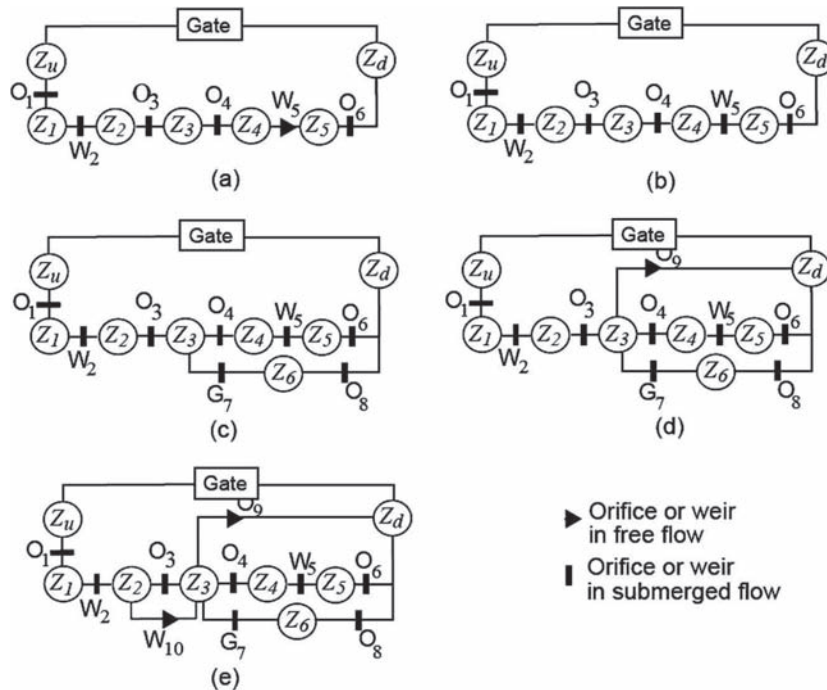 Gate
Zu Zd
O1 O3 O4 W5 O6
Z1 Z2 Z3 Z4 Z5
W2
(a)
Gate
Zu Zd
O1 O3 O4 W5 O6
Z1 Z2 Z3 Z4 Z5
W2
(b)
Gate
Zu Zd
O1 O3 O4 W5 O6
Z1 Z2 Z3 Z4 Z5
W2
Z6
G7 O8
(c)
Gate
O9
Zu Zd
O1 O3 O4 W5 O6
Z1 Z2 Z3 Z4 Z5
W2
Z6
G7 O8
(d)
Gate
O9
Zu Zd
O1 O3 O4 W5 O6
Z1 Z2 Z3 Z4 Z5
W2
Z6
W10 G7 O8
(e)
Orifice or weir
in free flow
Orifice or weir
in submerged flow